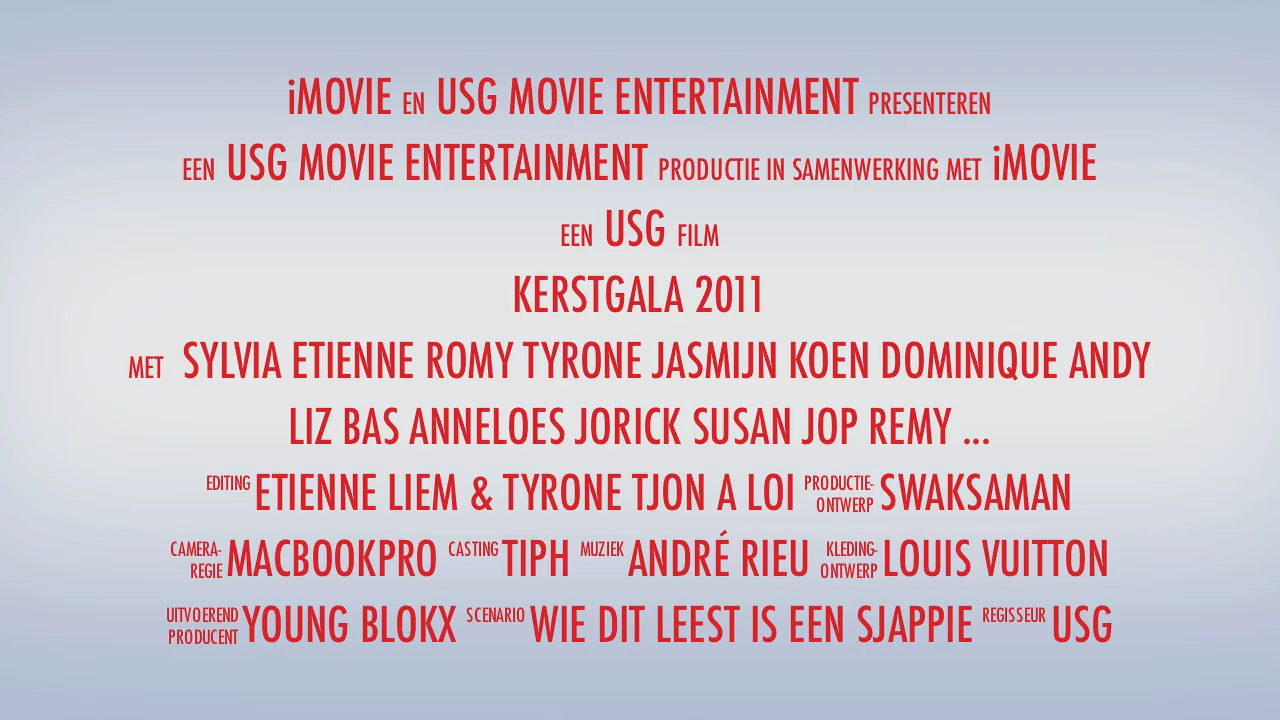 iMOVIE EN USG MOVIE ENTERTAINMENT PRESENTEREN
EEN USG MOVIE ENTERTAINMENT PRODUCTIE IN SAMENWERKING MET iMOVIE
EEN USG FILM
KERSTGALA 2011
MET SYLVIA ETIENNE ROMY TYRONE JASMIJN KOEN DOMINIQUE ANDY
LIZ BAS ANNELOES JORICK SUSAN JOP REMY ...
EDITING ETIENNE LIEM & TYRONE TJON A LOI PRODUCTIE-ONTWERP SWAKSAMAN
CAMERA-REGIE MACBOOKPRO CASTING TIPH MUZIEK ANDRÉ RIEU KLEDING-ONTWERP LOUIS VUITTON
UITVOEREND PRODUCENT YOUNG BLOKX SCENARIO WIE DIT LEEST IS EEN SJAPPIE REGISSEUR USG